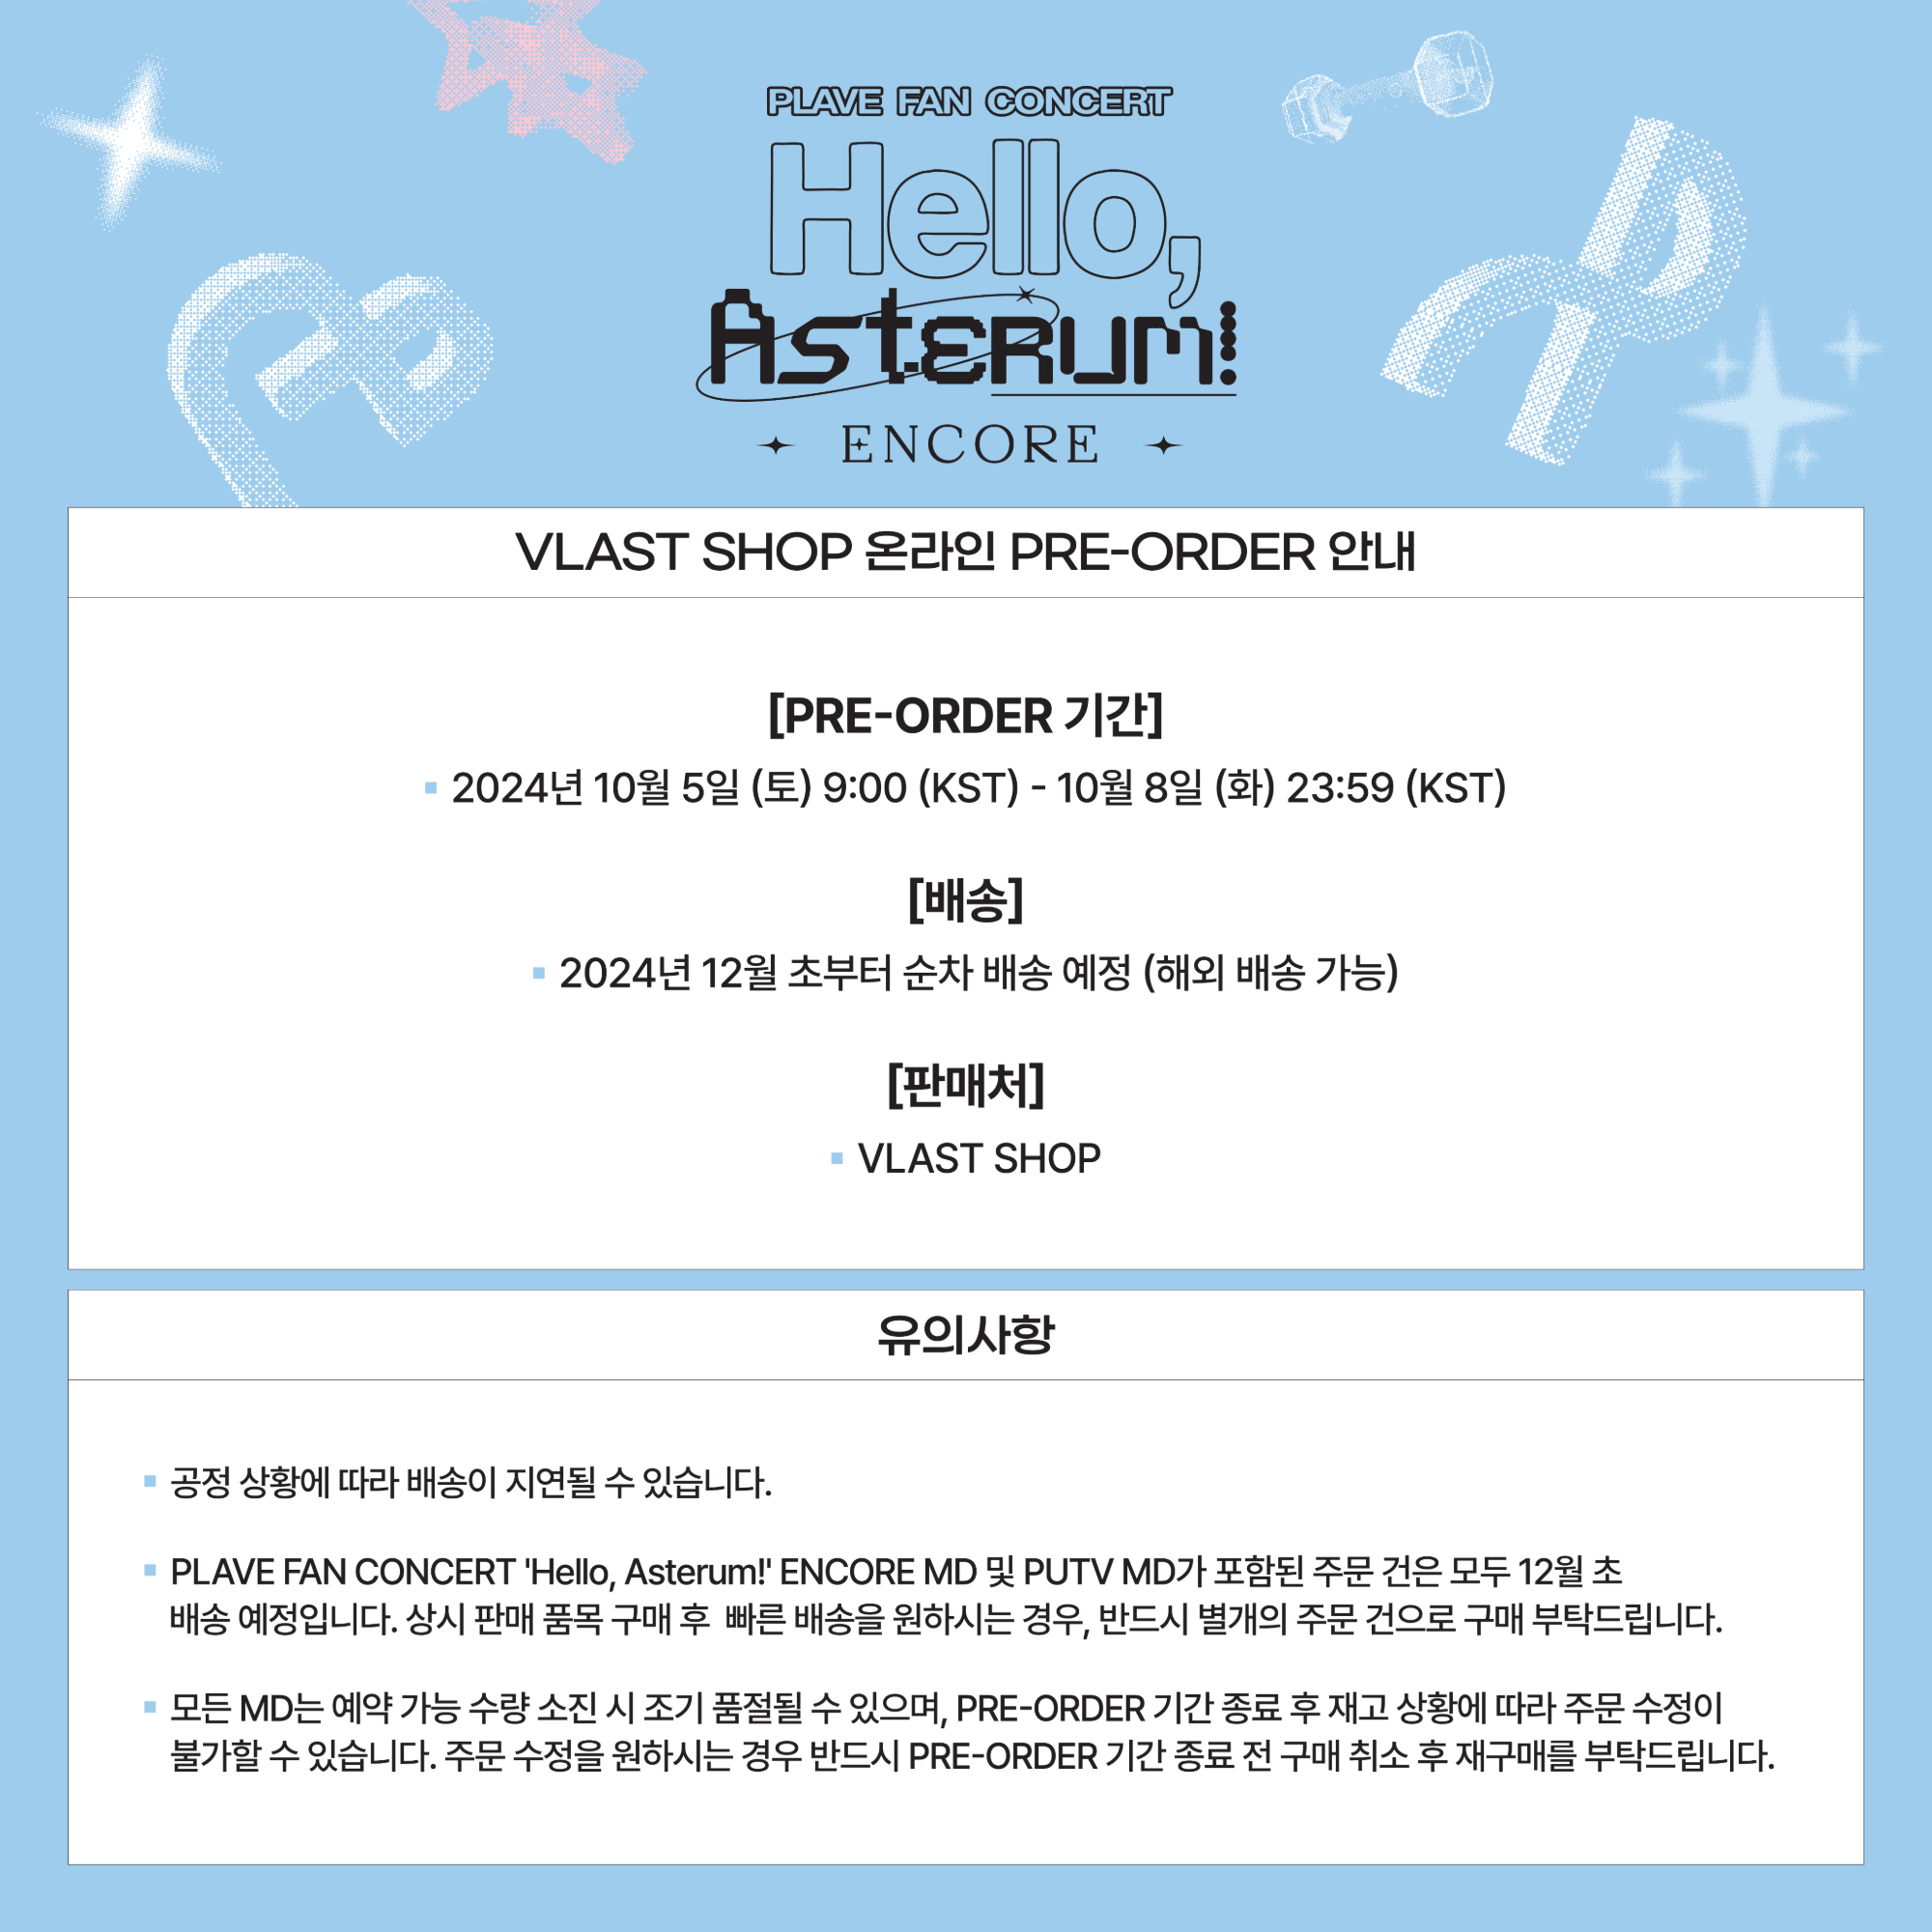 PLAVE FAN CONCERT
Hello,
Asterum!
ENCORE
VLAST SHOP 온라인 PRE-ORDER 안내
[PRE-ORDER 기간]
▪ 2024년 10월 5일 (토) 9:00 (KST) - 10월 8일 (화) 23:59 (KST)
[배송]
▪ 2024년 12월 초부터 순차 배송 예정 (해외 배송 가능)
[판매처]
▪ VLAST SHOP
유의사항
▪ 공정 상황에 따라 배송이 지연될 수 있습니다.
▪ PLAVE FAN CONCERT 'Hello, Asterum!' ENCORE MD 및 PUTV MD가 포함된 주문 건은 모두 12월 초
배송 예정입니다. 상시 판매 품목 구매 후 빠른 배송을 원하시는 경우, 반드시 별개의 주문 건으로 구매 부탁드립니다.
▪ 모든 MD는 예약 가능 수량 소진 시 조기 품절될 수 있으며, PRE-ORDER 기간 종료 후 재고 상황에 따라 주문 수정이
불가할 수 있습니다. 주문 수정을 원하시는 경우 반드시 PRE-ORDER 기간 종료 전 구매 취소 후 재구매를 부탁드립니다.